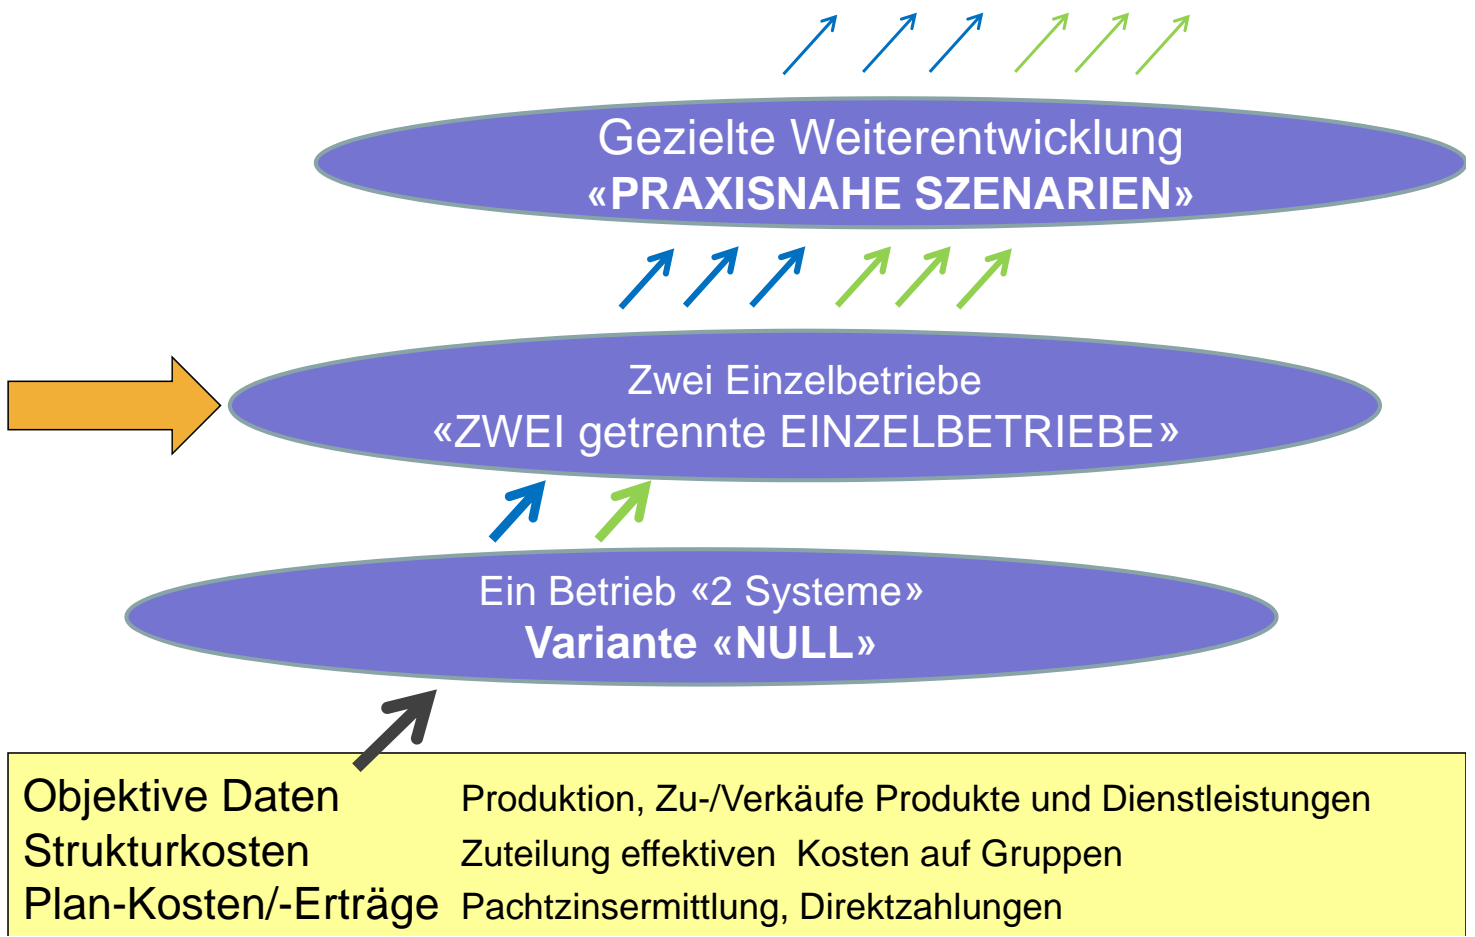 Gezielte Weiterentwicklung
«PRAXISNAHE SZENARIEN»
Zwei Einzelbetriebe
«ZWEI getrennte EINZELBETRIEBE»
Ein Betrieb «2 Systeme»
Variante «NULL»
Objektive Daten Produktion, Zu-/Verkäufe Produkte und Dienstleistungen
Strukturkosten Zuteilung effektiven Kosten auf Gruppen
Plan-Kosten/-Erträge Pachtzinsermittlung, Direktzahlungen